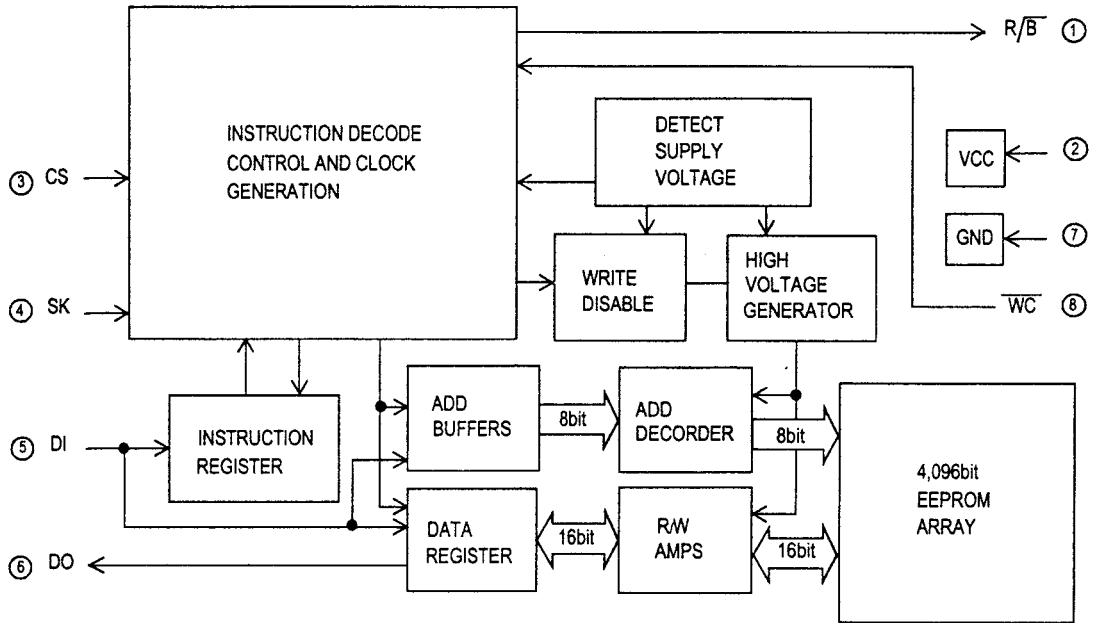 R/B̅ ①
INSTRUCTION DECODE
CONTROL AND CLOCK
GENERATION
DETECT
SUPPLY
VOLTAGE
VCC ②
③ CS
GND ⑦
WRITE
DISABLE
HIGH
VOLTAGE
GENERATOR
④ SK
W̅C̅ ⑧
ADD
BUFFERS
8bit
ADD
DECORDER
8bit
⑤ DI
INSTRUCTION
REGISTER
4,096bit
EEPROM
ARRAY
DATA
REGISTER
16bit
R/W
AMPS
16bit
⑥ DO